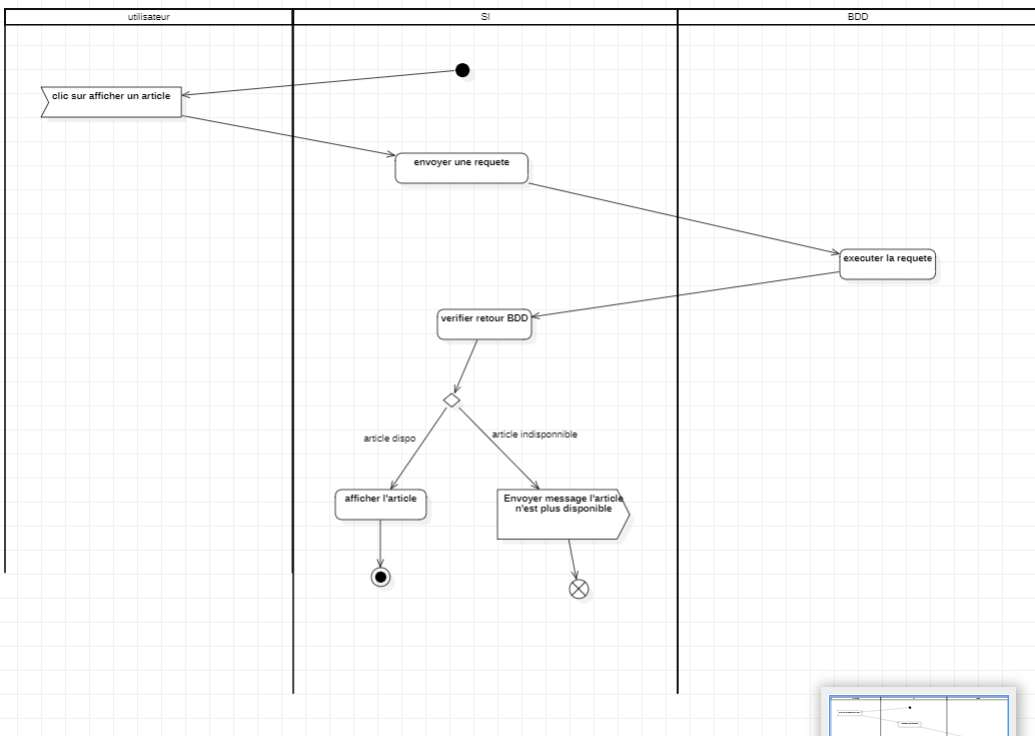 utilisateur
SI
BDD
clic sur afficher un article
envoyer une requete
executer la requete
verifier retour BDD
article dispo
article indisponnible
afficher l'article
Envoyer message l'article
n'est plus disponible